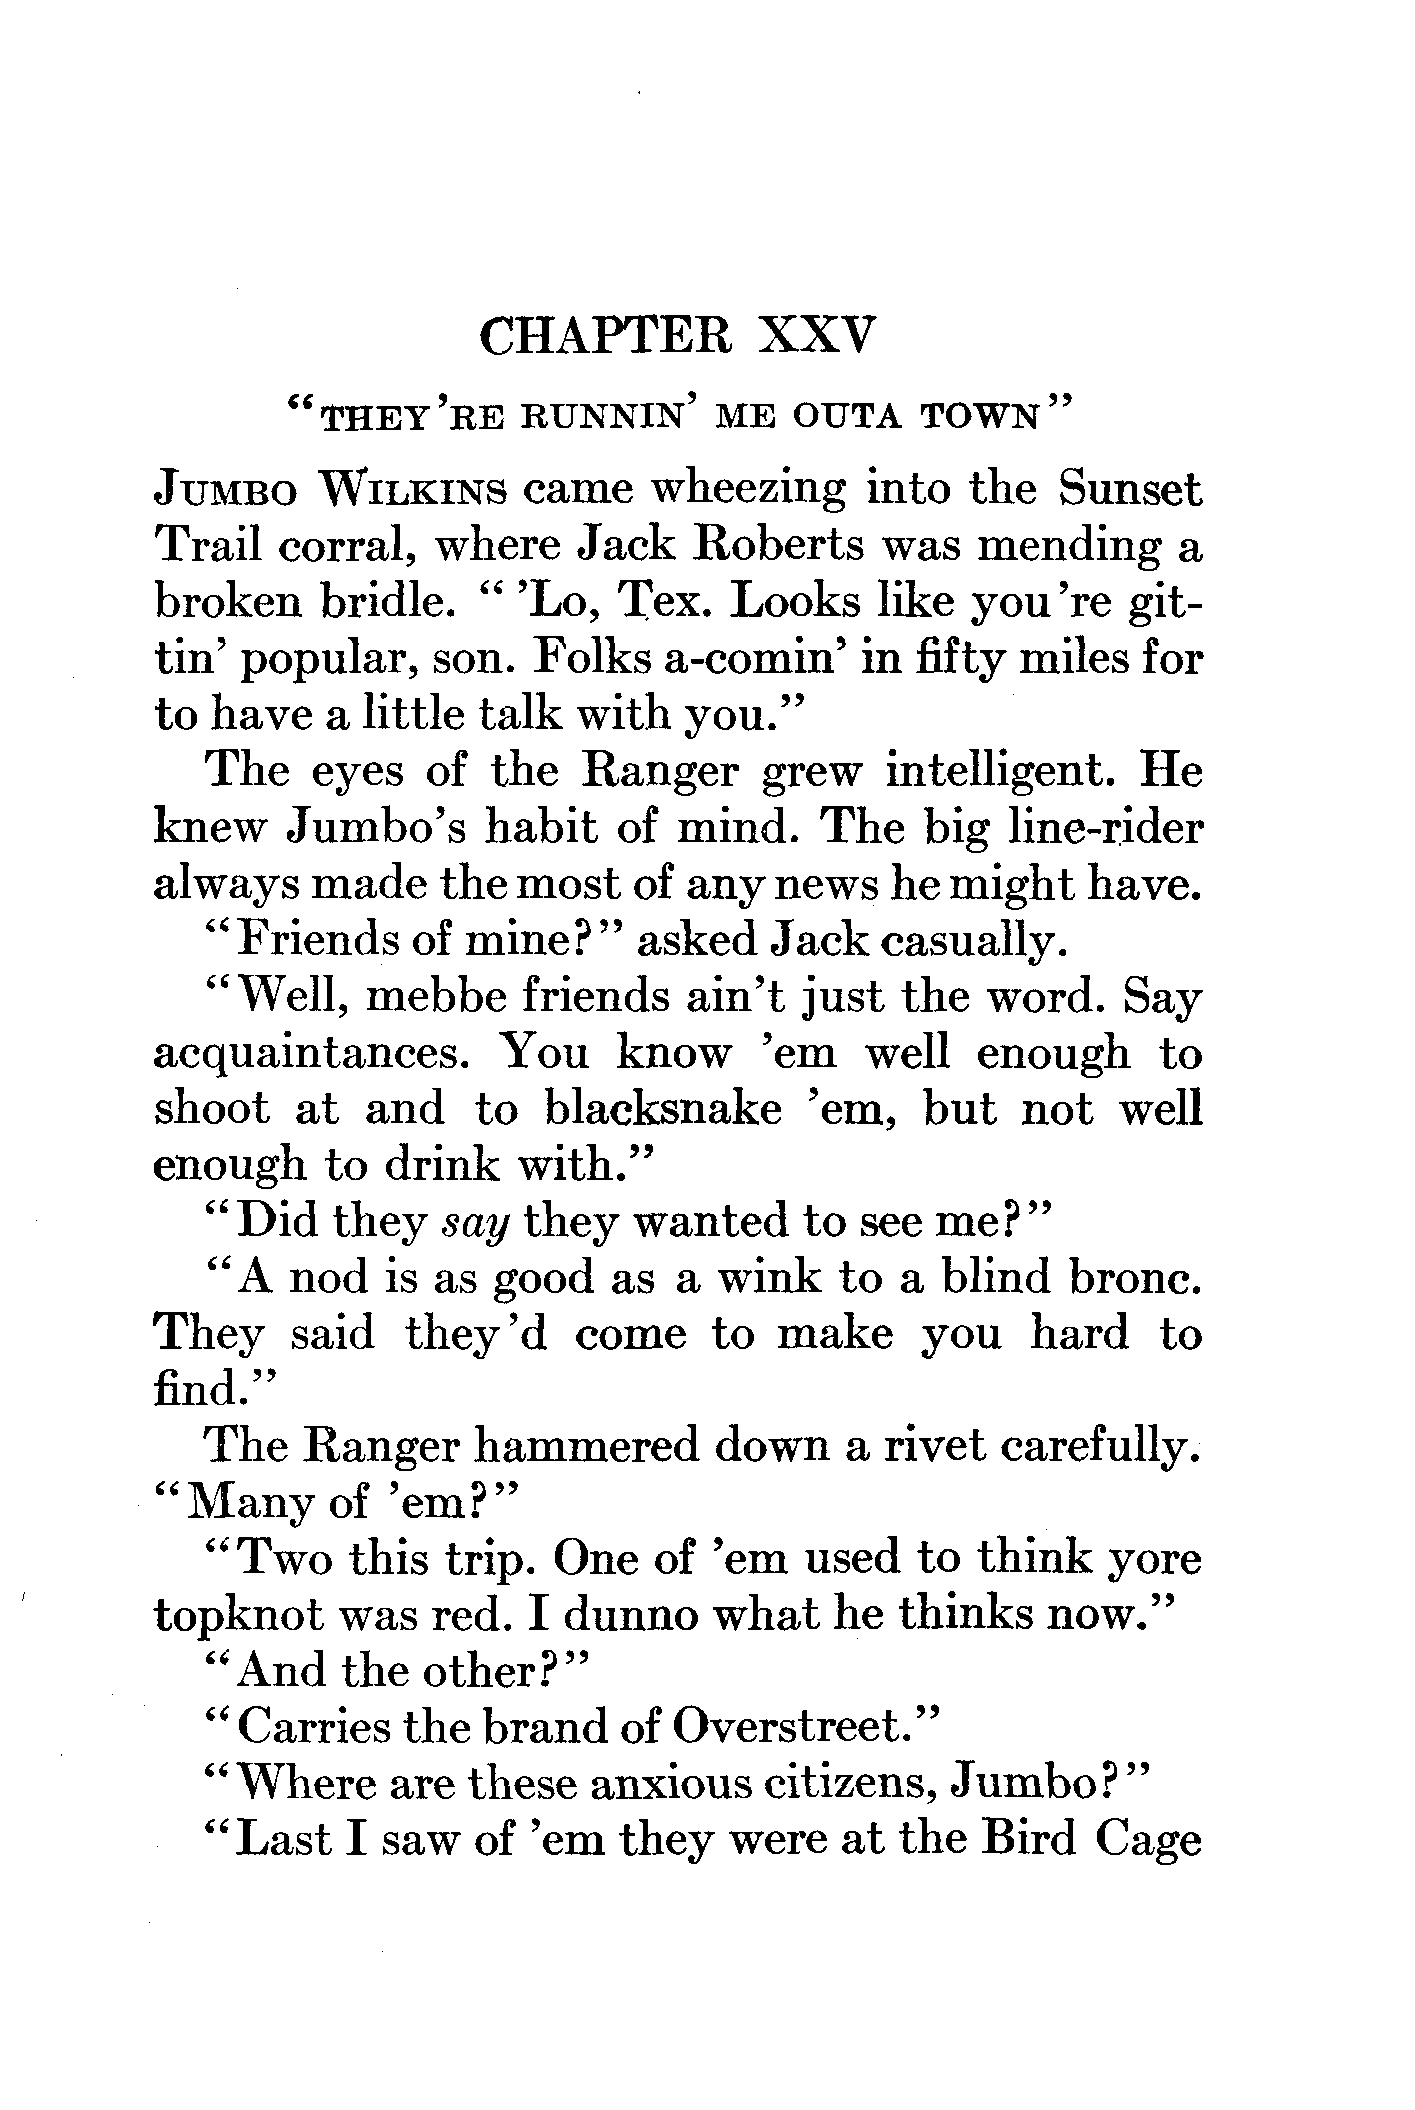 CHAPTER XXV
“THEY’RE RUNNIN’ ME OUTA TOWN”
JUMBO WILKINS came wheezing into the Sunset
Trail corral, where Jack Roberts was mending a
broken bridle. “ ’Lo, Tex. Looks like you’re git-
tin’ popular, son. Folks a-comin’ in fifty miles for
to have a little talk with you.”
The eyes of the Ranger grew intelligent. He
knew Jumbo’s habit of mind. The big line-rider
always made the most of any news he might have.
“Friends of mine?” asked Jack casually.
“Well, mebbe friends ain’t just the word. Say
acquaintances. You know ’em well enough to
shoot at and to blacksnake ’em, but not well
enough to drink with.”
“Did they say they wanted to see me?”
“A nod is as good as a wink to a blind bronc.
They said they’d come to make you hard to
find.”
The Ranger hammered down a rivet carefully.
“Many of ’em?”
“Two this trip. One of ’em used to think yore
topknot was red. I dunno what he thinks now.”
“And the other?”
“Carries the brand of Overstreet.”
“Where are these anxious citizens, Jumbo?”
“Last I saw of ’em they were at the Bird Cage